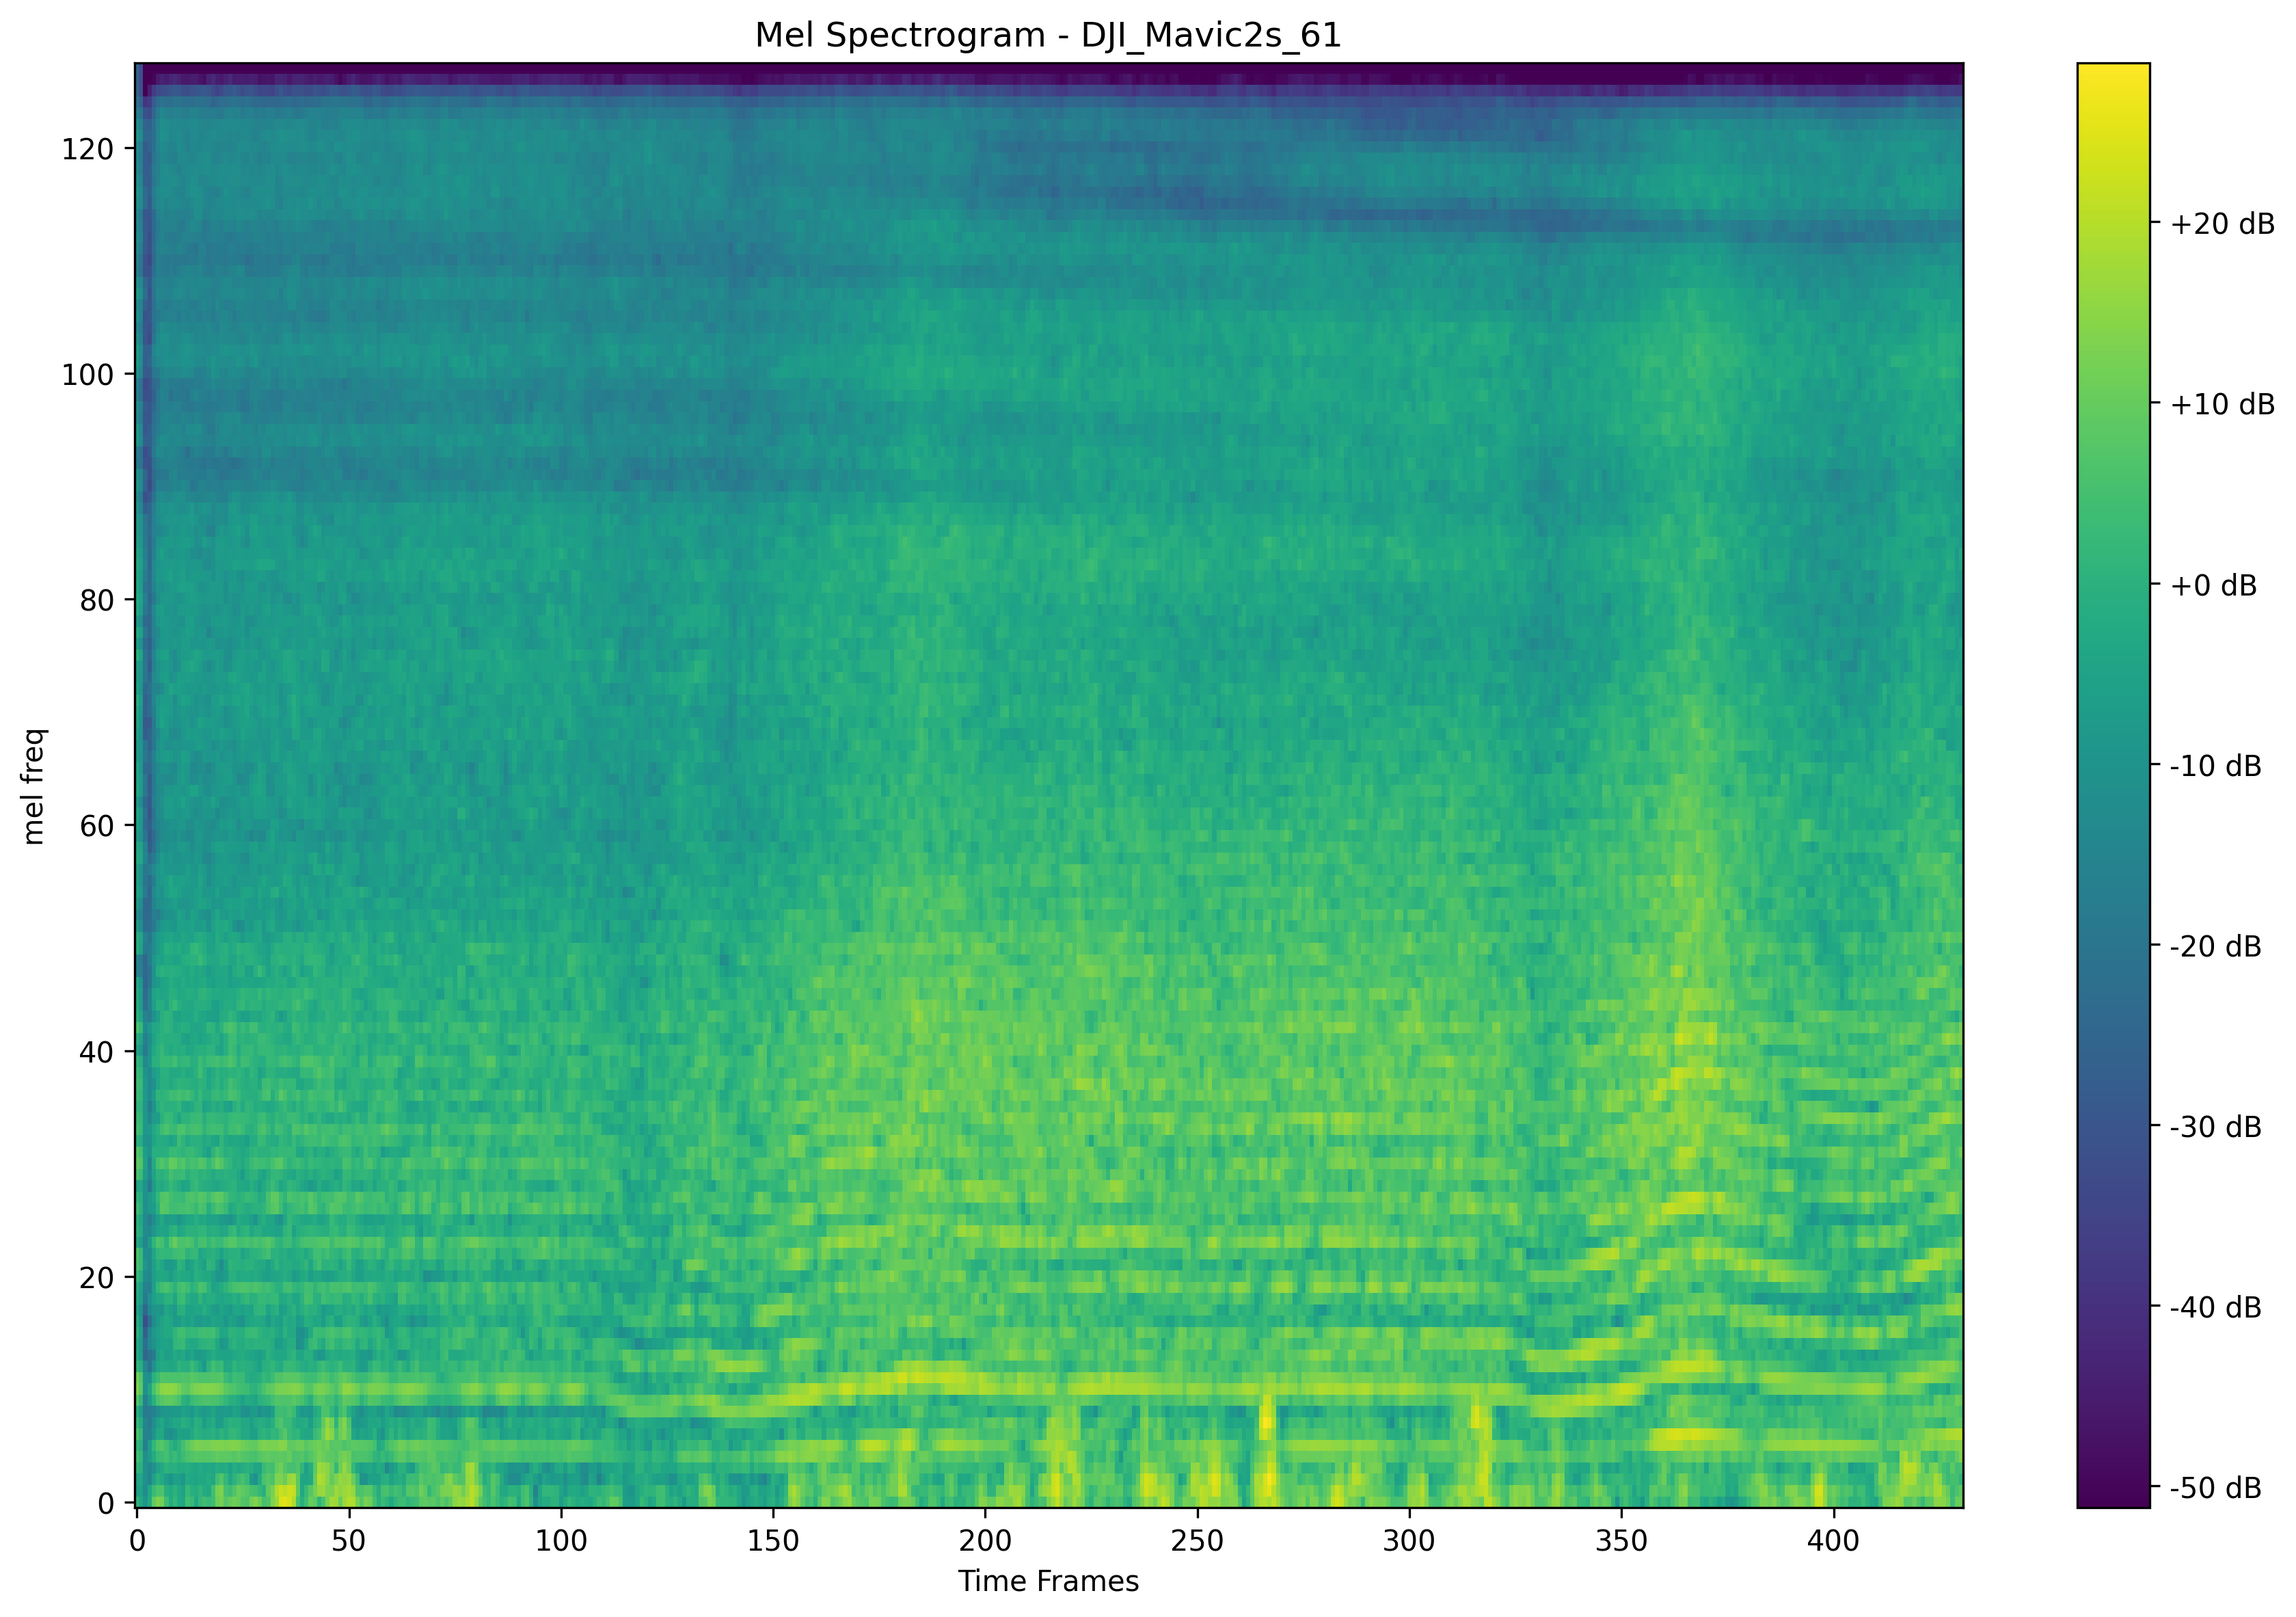 Mel Spectrogram - DJI_Mavic2s_61
mel freq
120
100
80
60
40
20
0
0 50 100 150 200 250 300 350 400
Time Frames
+20 dB
+10 dB
+0 dB
-10 dB
-20 dB
-30 dB
-40 dB
-50 dB